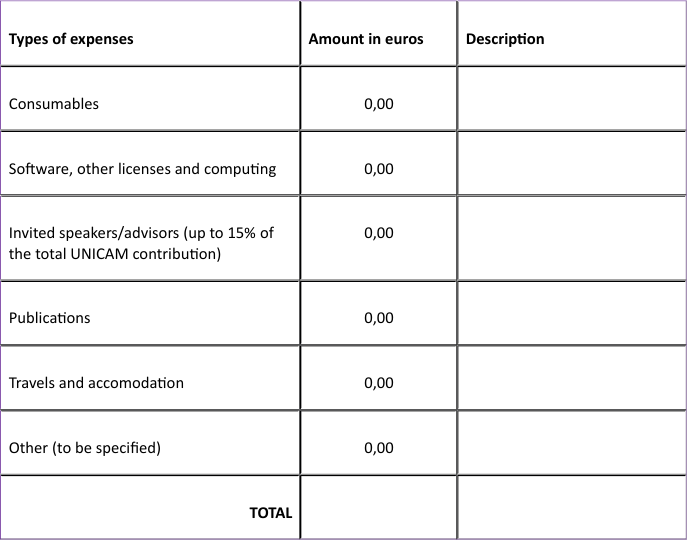 Types of expenses Amount in euros Description
Consumables 0,00
Software, other licenses and computing 0,00
Invited speakers/advisors (up to 15% of 0,00
the total UNICAM contribution)
Publications 0,00
Travels and accomodation 0,00
Other (to be specified) 0,00
TOTAL